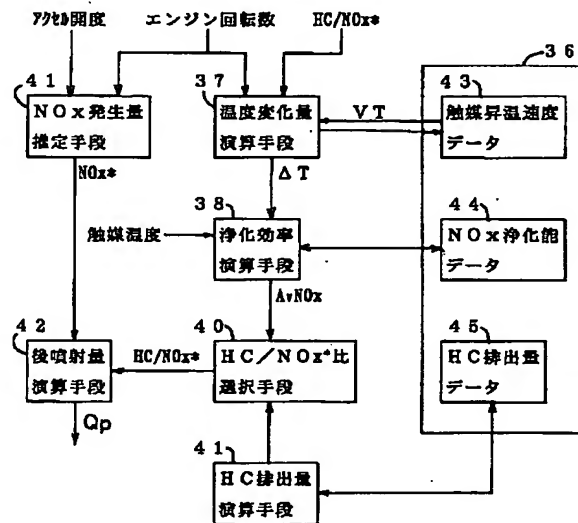 アクセル開度
エンジン回転数
HC/NOx*
36
41
NOx発生量
推定手段
37
温度変化量
演算手段
VT
43
触媒昇温速度
データ
NOx*
ΔT
触媒温度
38
浄化効率
演算手段
44
NOx浄化能
データ
AvNOx
42
後噴射量
演算手段
HC/NOx*
40
HC/NOx*比
選択手段
45
HC排出量
データ
Qp
41
HC排出量
演算手段